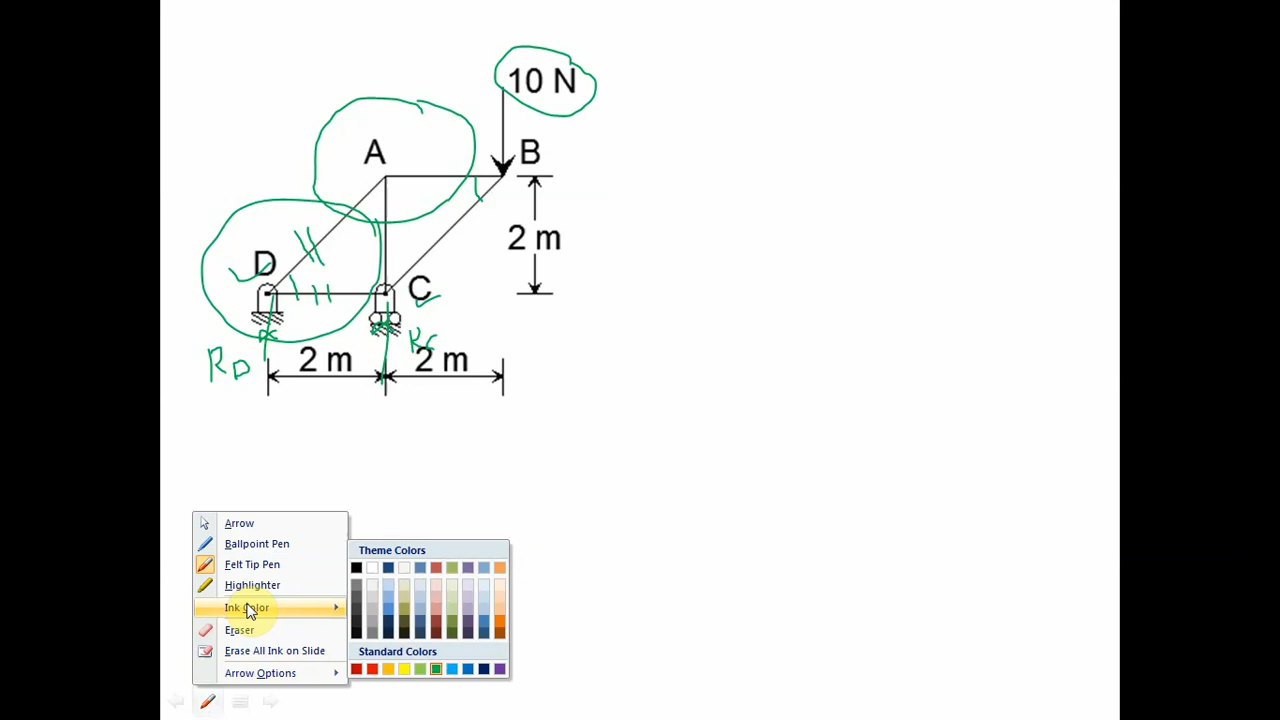 10 N
A
B
2 m
D
C
RD
RC
2 m
2 m
Arrow
Ballpoint Pen
Felt Tip Pen
Highlighter
Ink Color
Eraser
Erase All Ink on Slide
Arrow Options
Theme Colors
Standard Colors